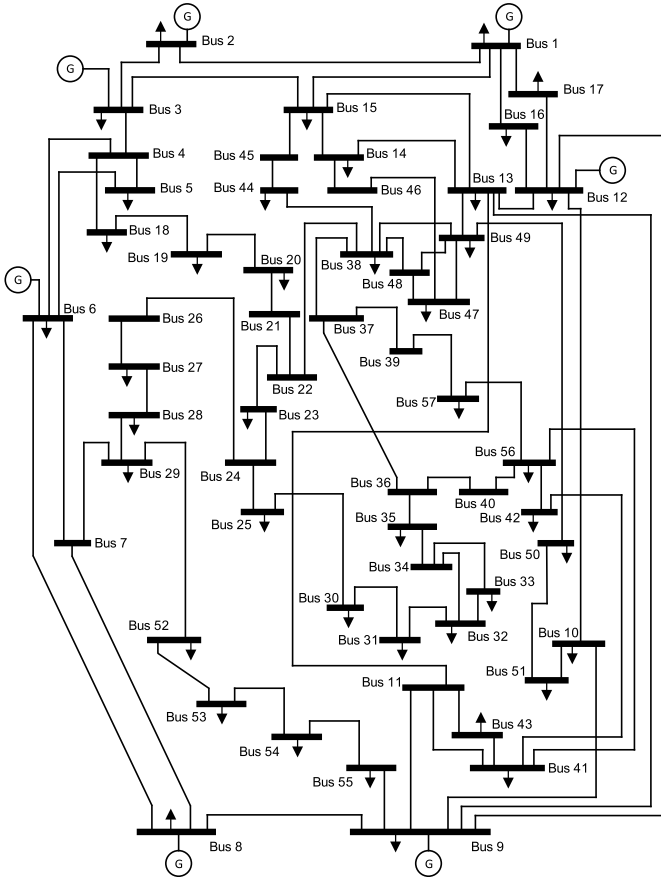 G
G
Bus 2
Bus 1
G
Bus 17
Bus 3
Bus 15
Bus 16
Bus 4
Bus 45
Bus 14
Bus 13
G
Bus 5
Bus 44
Bus 46
Bus 12
Bus 18
Bus 49
Bus 19
Bus 20
Bus 38
Bus 48
G
Bus 6
Bus 26
Bus 21
Bus 37
Bus 47
Bus 39
Bus 27
Bus 22
Bus 57
Bus 28
Bus 23
Bus 56
Bus 29
Bus 24
Bus 36
Bus 40
Bus 42
Bus 25
Bus 35
Bus 7
Bus 50
Bus 34
Bus 33
Bus 30
Bus 52
Bus 31
Bus 32
Bus 10
Bus 51
Bus 11
Bus 53
Bus 43
Bus 54
Bus 55
Bus 41
Bus 8
Bus 9
G
G